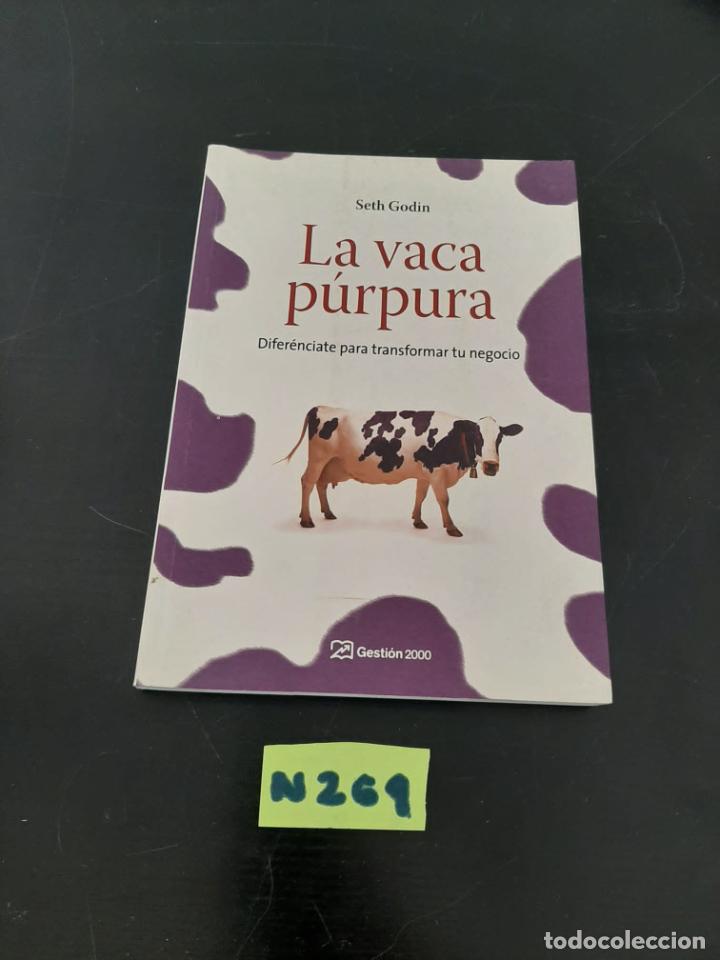 Seth Godin
La vaca
púrpura
Diferénciate para transformar tu negocio
Gestión 2000
N269
todocoleccion